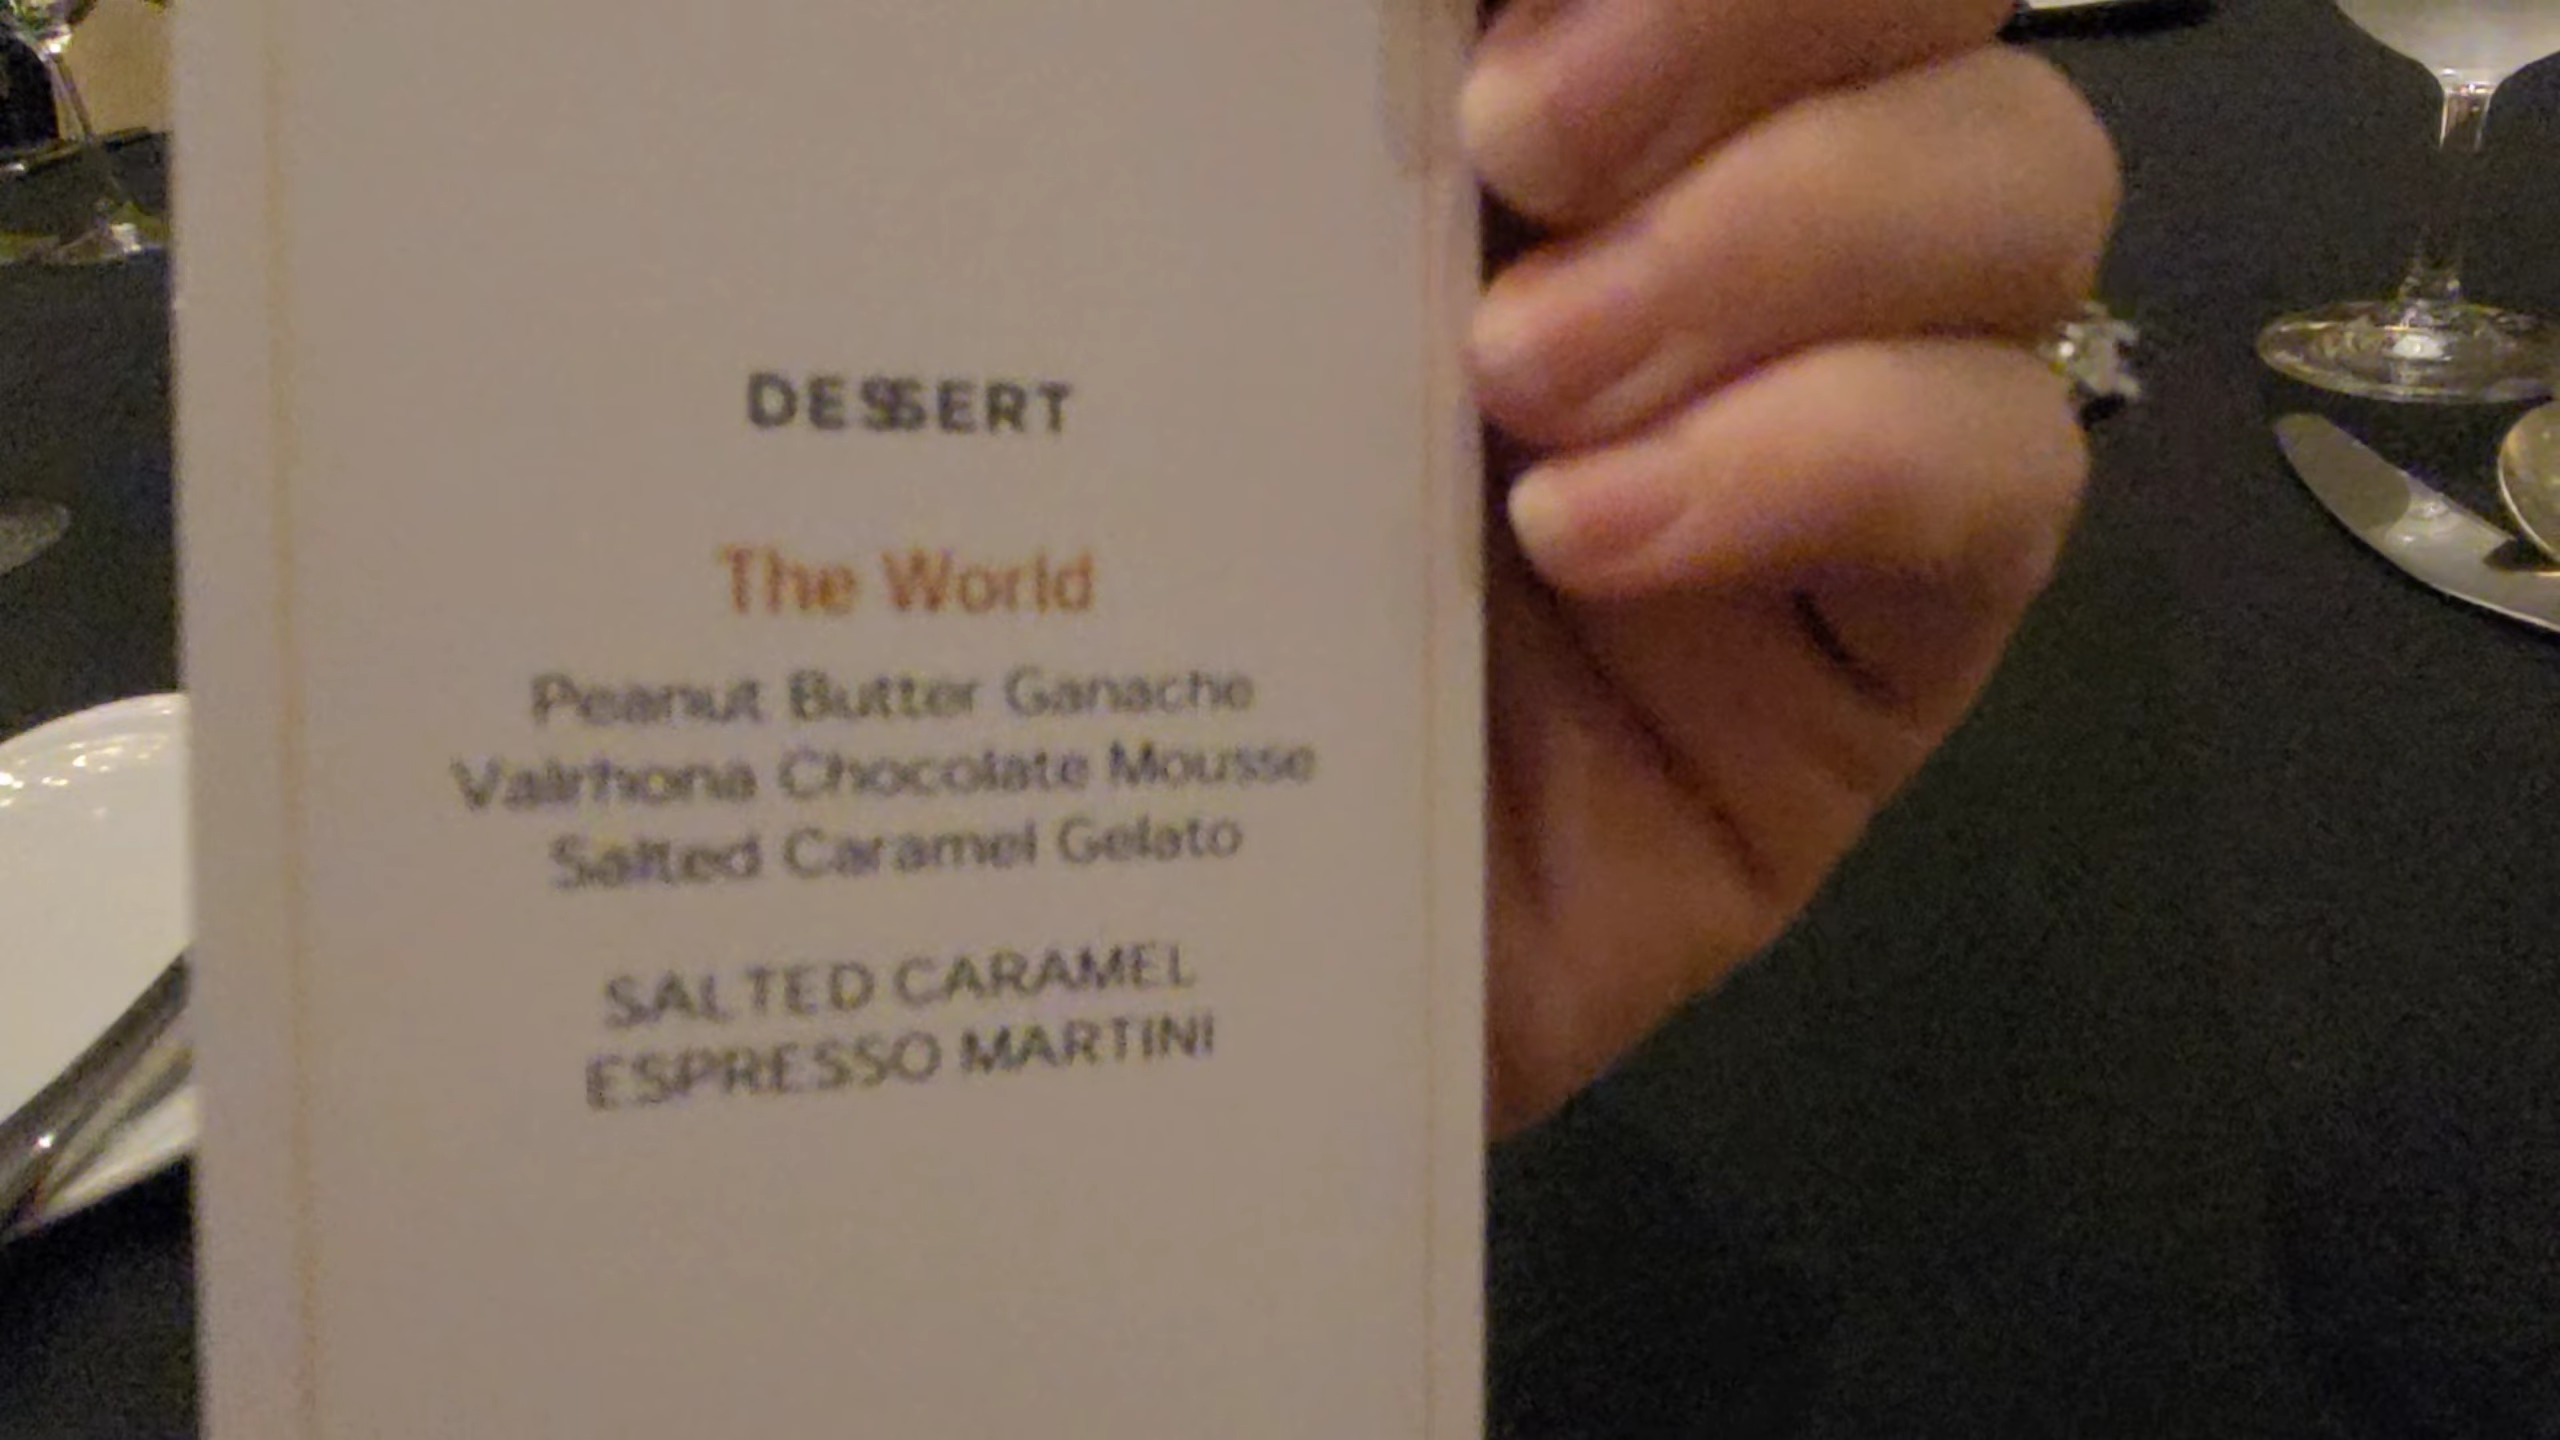 DESSERT
The World
Peanut Butter Ganache
Valrhona Chocolate Mousse
Salted Caramel Gelato
SALTED CARAMEL
ESPRESSO MARTINI